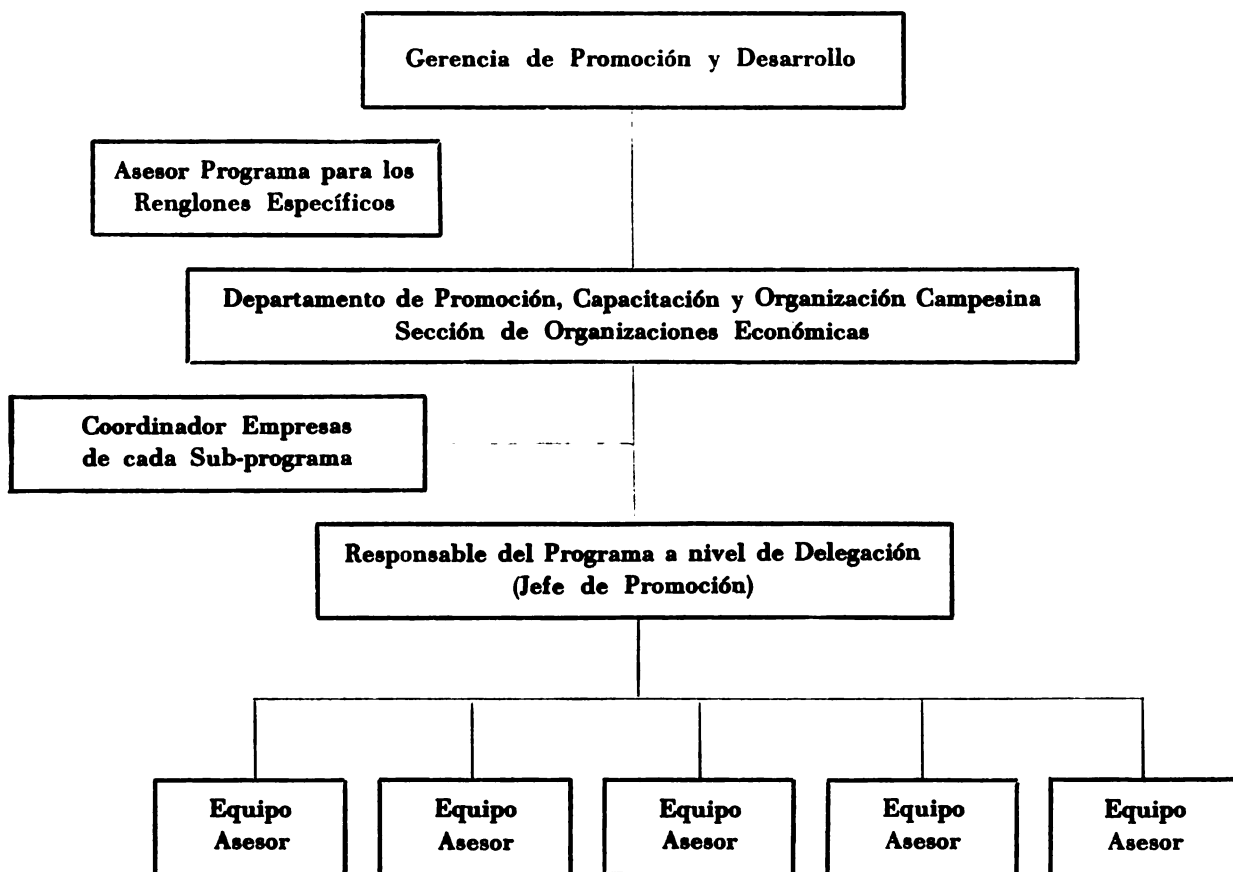 Gerencia de Promoción y Desarrollo
Asesor Programa para los
Renglones Específicos
Departamento de Promoción, Capacitación y Organización Campesina
Sección de Organizaciones Económicas
Coordinador Empresas
de cada Sub-programa
Responsable del Programa a nivel de Delegación
(Jefe de Promoción)
Equipo
Asesor
Equipo
Asesor
Equipo
Asesor
Equipo
Asesor
Equipo
Asesor